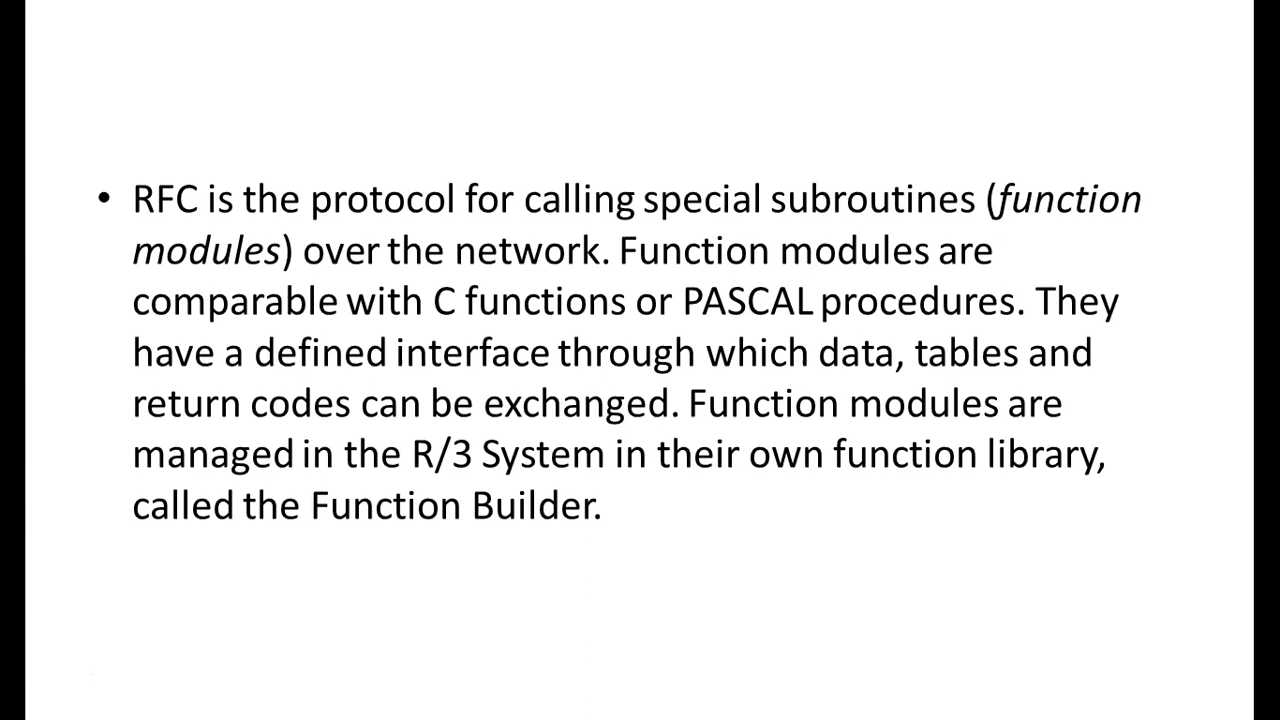 • RFC is the protocol for calling special subroutines (function
modules) over the network. Function modules are
comparable with C functions or PASCAL procedures. They
have a defined interface through which data, tables and
return codes can be exchanged. Function modules are
managed in the R/3 System in their own function library,
called the Function Builder.